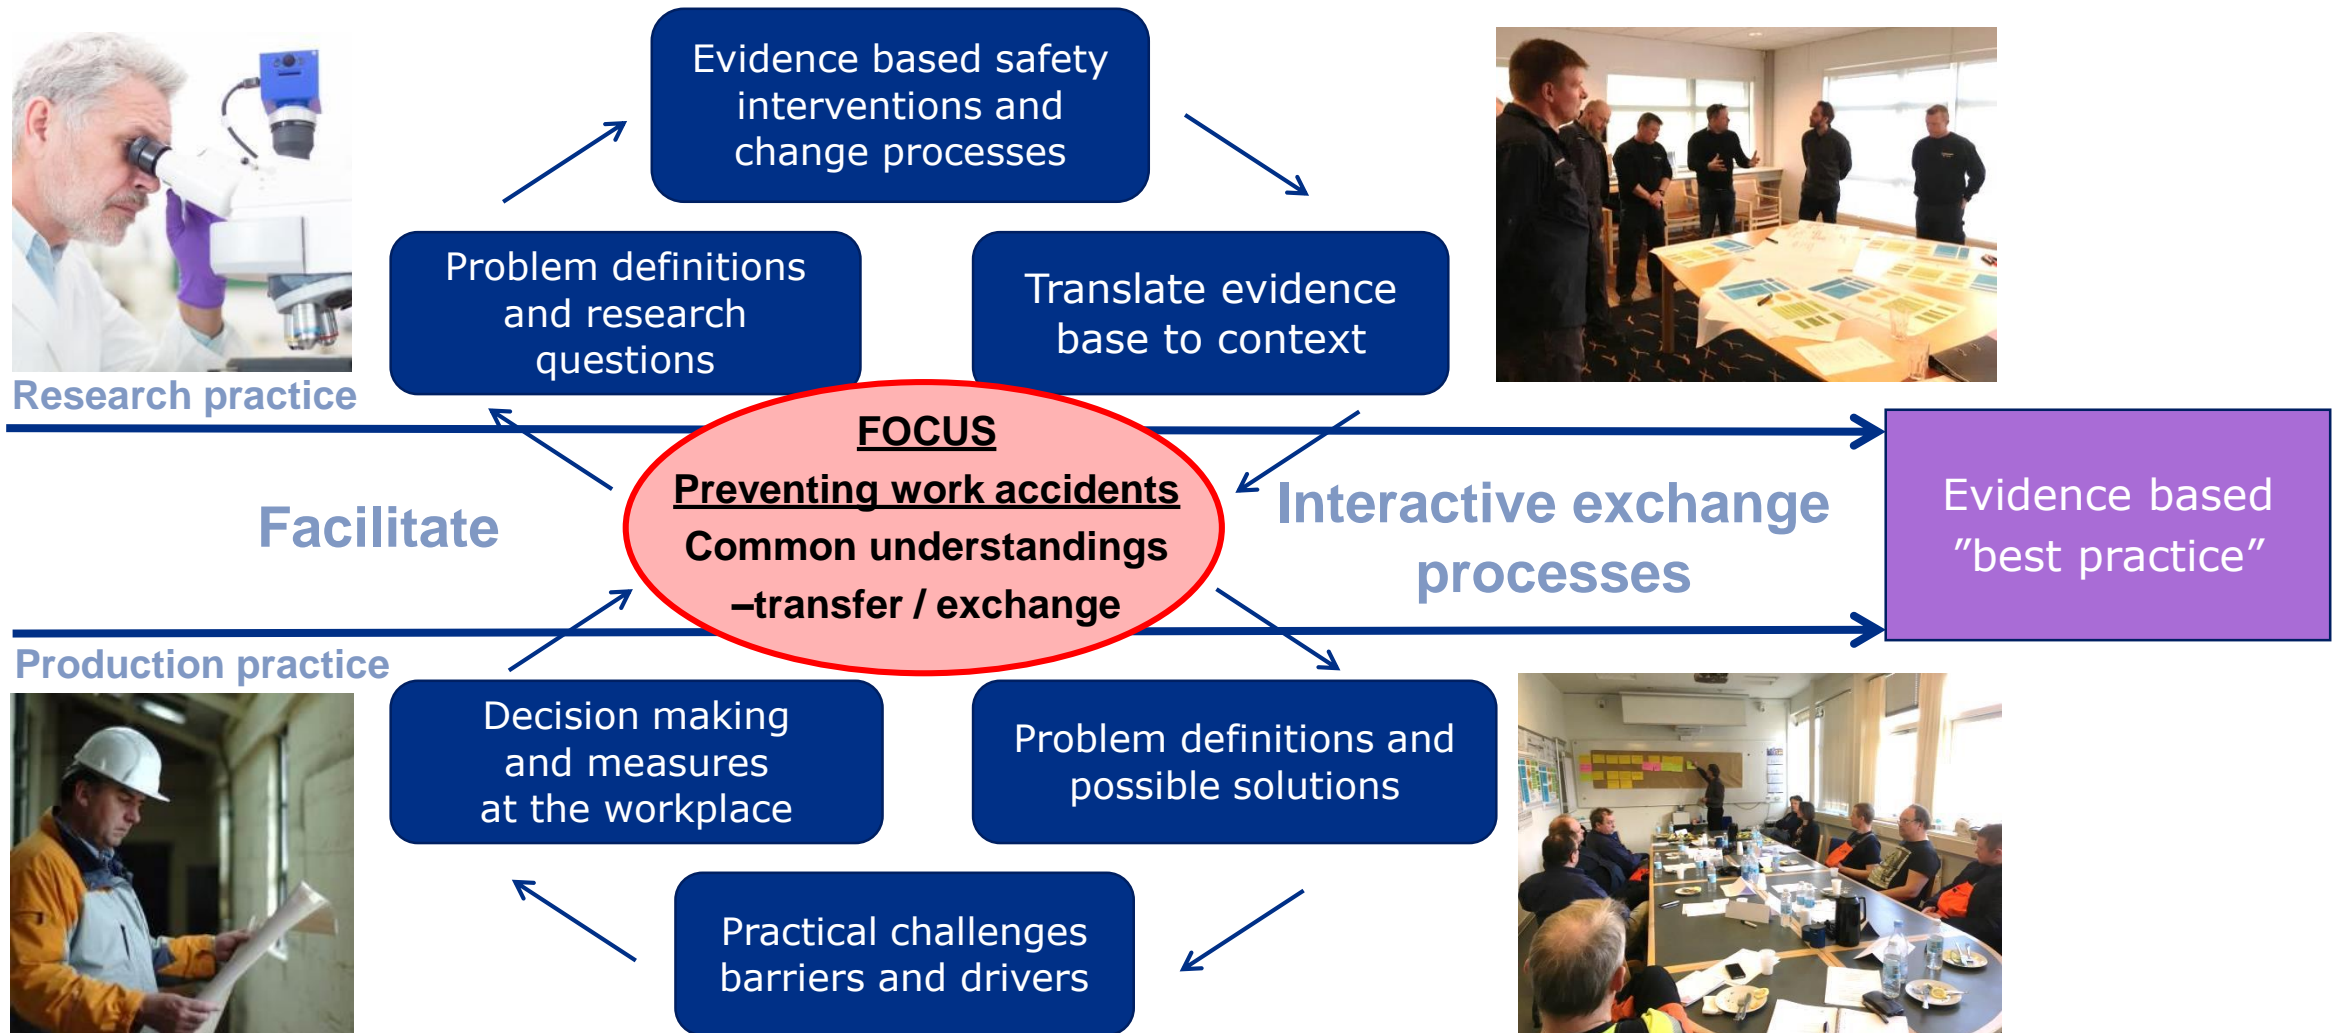 Evidence based safety
interventions and
change processes
Problem definitions
and research
questions
Translate evidence
base to context
Research practice
FOCUS
Preventing work accidents
Common understandings
–transfer / exchange
Facilitate
Interactive exchange
processes
Evidence based
”best practice”
Production practice
Decision making
and measures
at the workplace
Problem definitions and
possible solutions
Practical challenges
barriers and drivers